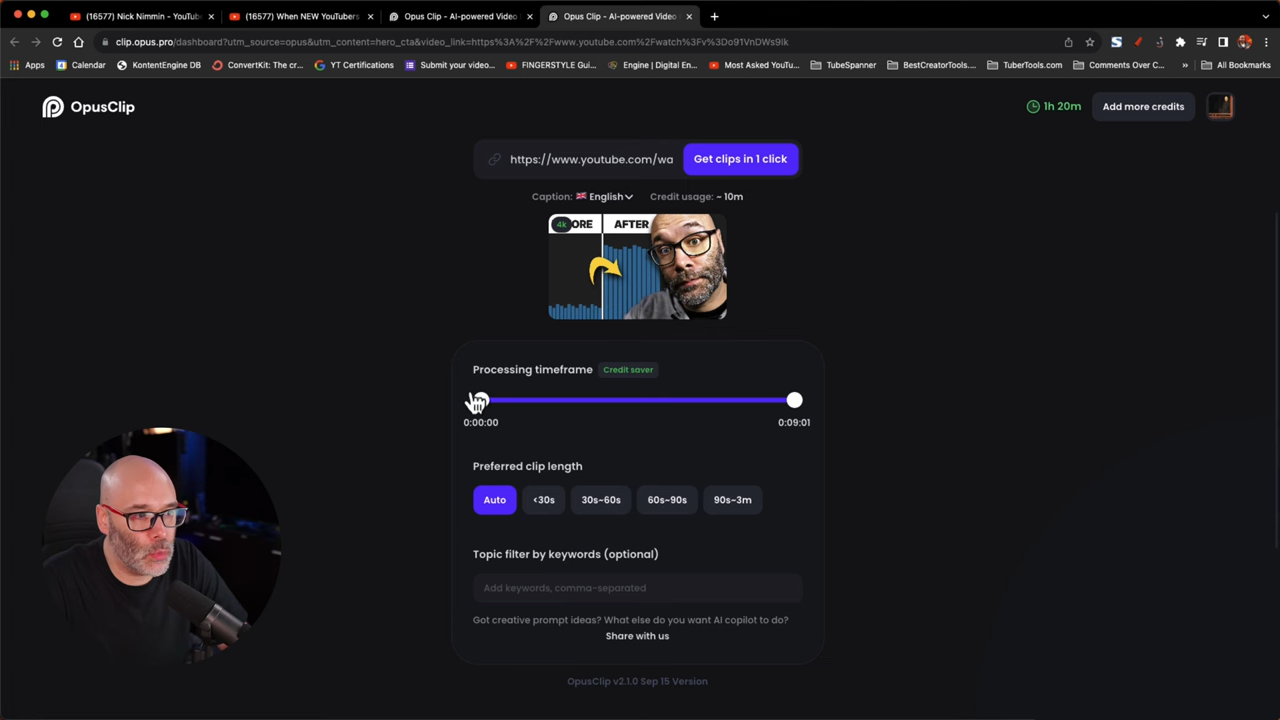 (16577) Nick Nimmin - YouTube
(16577) When NEW YouTubers
Opus Clip - AI-powered Video
Opus Clip - AI-powered Video
clip.opus.pro/dashboard?utm_source=opus&utm_content=hero_cta&video_link=https%3A%2F%2Fwww.youtube.com%2Fwatch%3Fv%3Do91VnDWs9Ik
Apps
Calendar
KontentEngine DB
ConvertKit: The cr...
YT Certifications
Submit your video...
FINGERSTYLE Gui...
Engine | Digital En...
Most Asked YouTu...
TubeSpanner
BestCreatorTools....
TuberTools.com
Comments Over C...
»
All Bookmarks
OpusClip
1h 20m
Add more credits
https://www.youtube.com/wa
Get clips in 1 click
Caption: English
Credit usage: ~ 10m
4k
ORE
AFTER
Processing timeframe
Credit saver
0:00:00
0:09:01
Preferred clip length
Auto
<30s
30s~60s
60s~90s
90s~3m
Topic filter by keywords (optional)
Add keywords, comma-separated
Got creative prompt ideas? What else do you want AI copilot to do?
Share with us
OpusClip v2.1.0 Sep 15 Version